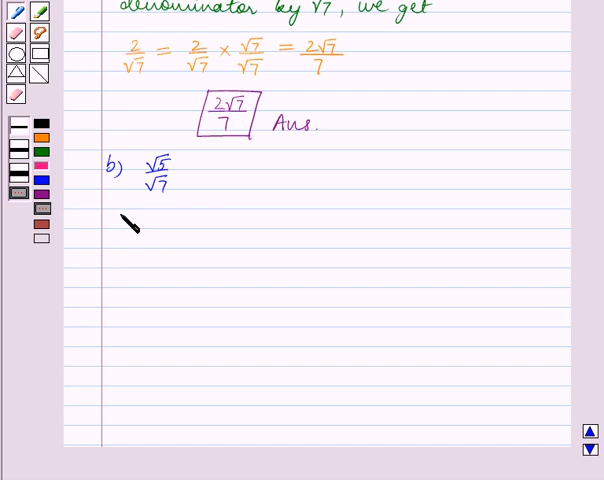 denominator by √7, we get
2/√7 = 2/√7 × √7/√7 = 2√7/7
2√7/7 Ans.
b) √5/√7